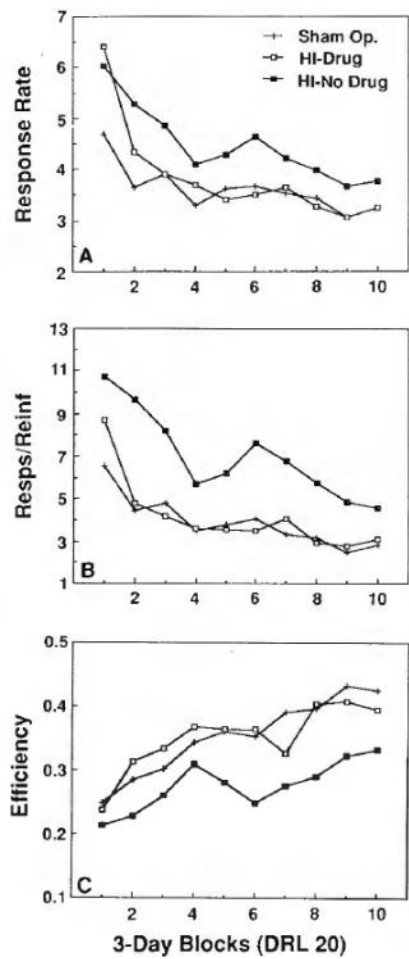 7
6
5
4
3
2
Response Rate
Sham Op.
HI-Drug
HI-No Drug
A
2 4 6 8 10
13
11
9
7
5
3
1
Resps/Reinf
B
2 4 6 8 10
0.5
0.4
0.3
0.2
0.1
Efficiency
C
2 4 6 8 10
3-Day Blocks (DRL 20)